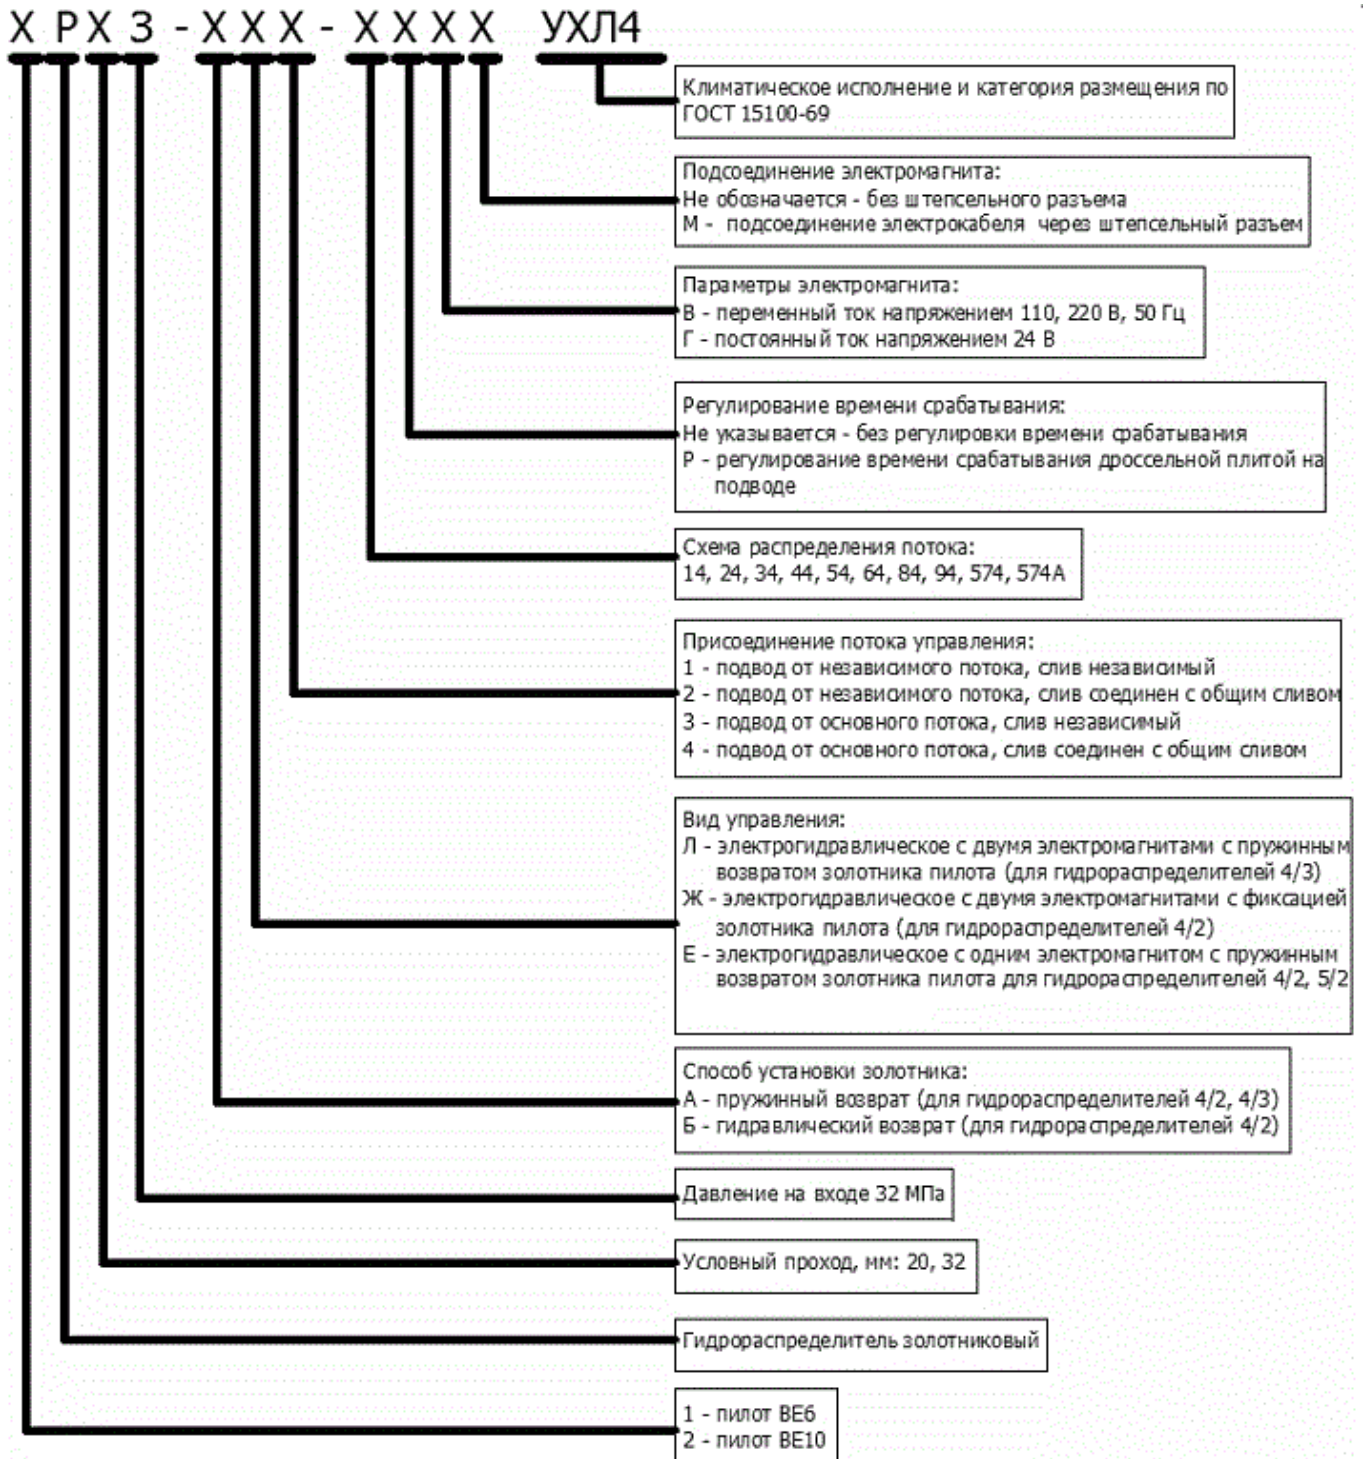 Х Р Х 3 - Х Х Х - Х Х Х Х УХЛ4
Климатическое исполнение и категория размещения по
ГОСТ 15100-69
Подсоединение электромагнита:
Не обозначается - без штепсельного разъема
М - подсоединение электрокабеля через штепсельный разъем
Параметры электромагнита:
В - переменный ток напряжением 110, 220 В, 50 Гц
Г - постоянный ток напряжением 24 В
Регулирование времени срабатывания:
Не указывается - без регулировки времени срабатывания
Р - регулирование времени срабатывания дроссельной плитой на
подводе
Схема распределения потока:
14, 24, 34, 44, 54, 64, 84, 94, 574, 574А
Присоединение потока управления:
1 - подвод от независимого потока, слив независимый
2 - подвод от независимого потока, слив соединен с общим сливом
3 - подвод от основного потока, слив независимый
4 - подвод от основного потока, слив соединен с общим сливом
Вид управления:
Л - электрогидравлическое с двумя электромагнитами с пружинным
возвратом золотника пилота (для гидрораспределителей 4/3)
Ж - электрогидравлическое с двумя электромагнитами с фиксацией
золотника пилота (для гидрораспределителей 4/2)
Е - электрогидравлическое с одним электромагнитом с пружинным
возвратом золотника пилота для гидрораспределителей 4/2, 5/2
Способ установки золотника:
А - пружинный возврат (для гидрораспределителей 4/2, 4/3)
Б - гидравлический возврат (для гидрораспределителей 4/2)
Давление на входе 32 МПа
Условный проход, мм: 20, 32
Гидрораспределитель золотниковый
1 - пилот ВЕ6
2 - пилот ВЕ10